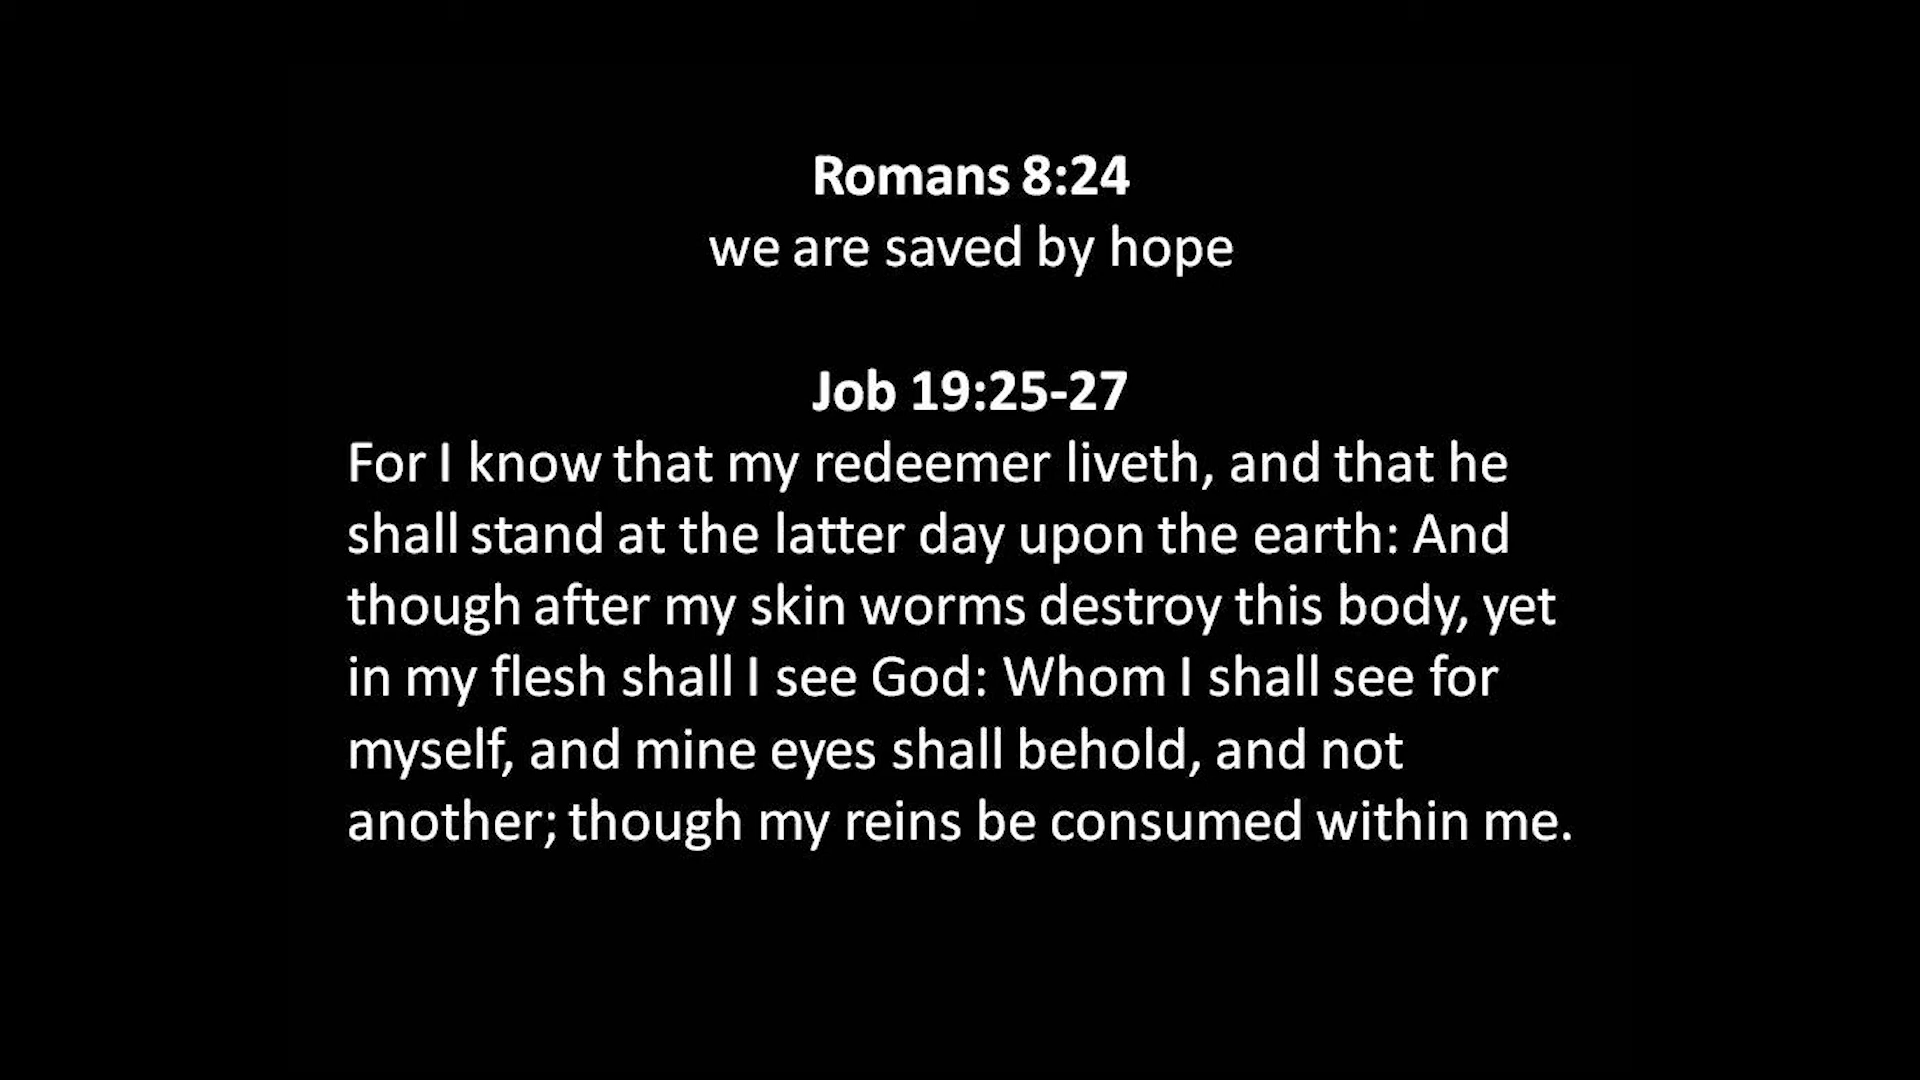 Romans 8:24
we are saved by hope
Job 19:25-27
For I know that my redeemer liveth, and that he
shall stand at the latter day upon the earth: And
though after my skin worms destroy this body, yet
in my flesh shall I see God: Whom I shall see for
myself, and mine eyes shall behold, and not
another; though my reins be consumed within me.